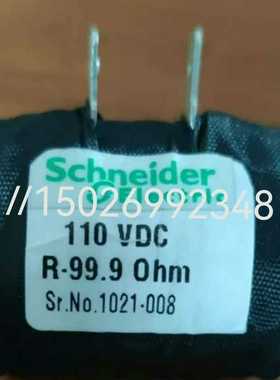 Schneider
//15026992348
110 VDC
R-99.9 Ohm
Sr.No.1021-008